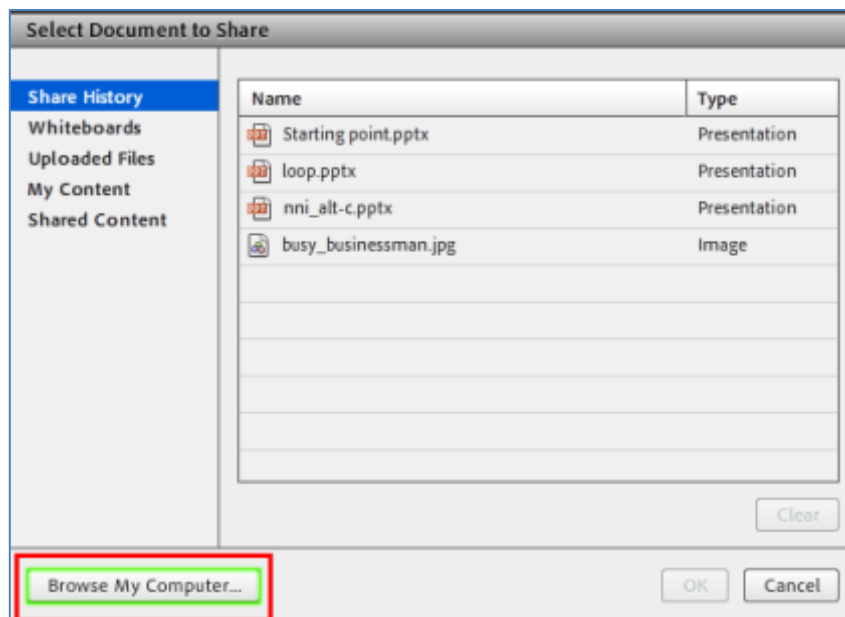 Select Document to Share
Share History
Whiteboards
Uploaded Files
My Content
Shared Content
Name Type
Starting point.pptx Presentation
loop.pptx Presentation
nni_alt-c.pptx Presentation
busy_businessman.jpg Image
Clear
Browse My Computer... OK Cancel